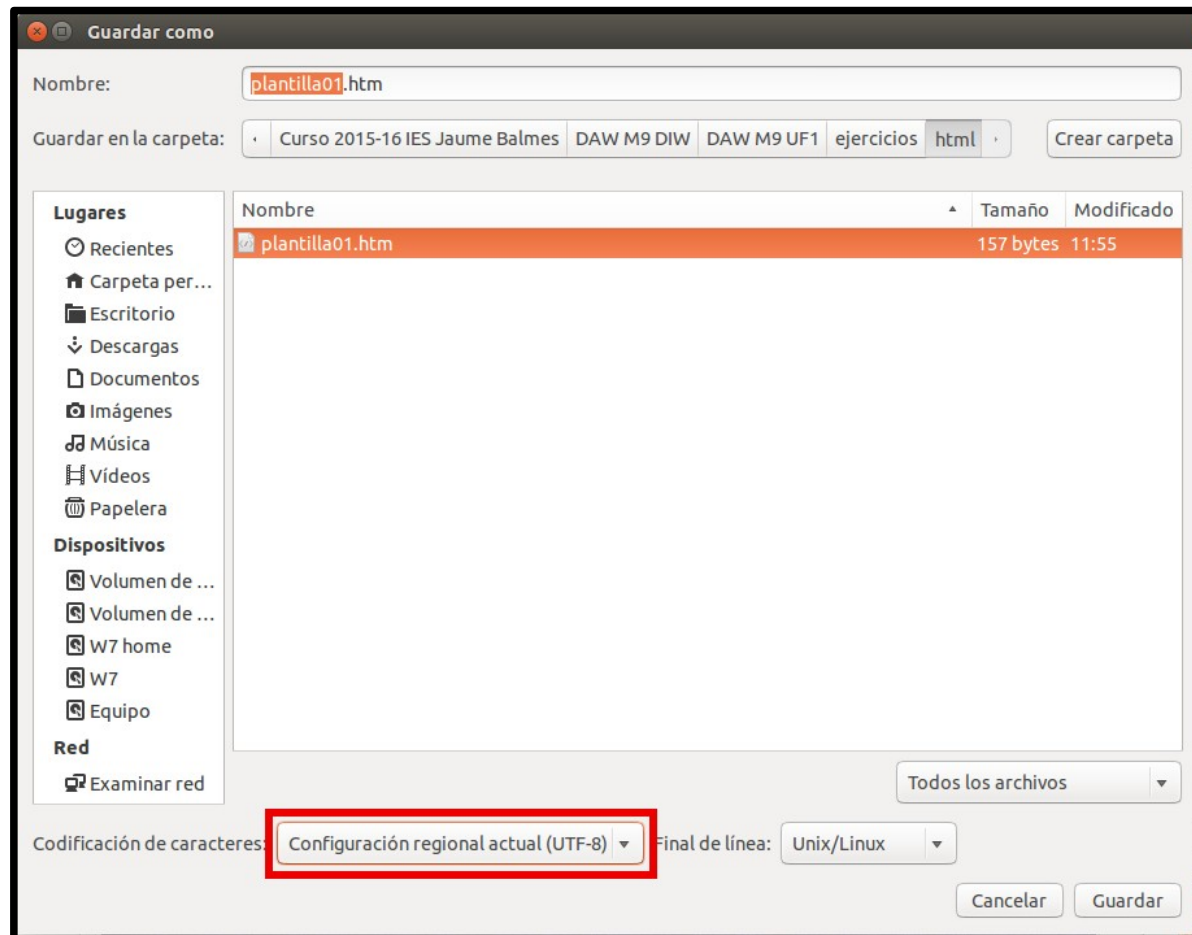 Guardar como
Nombre: plantilla01.htm
Guardar en la carpeta: Curso 2015-16 IES Jaume Balmes DAW M9 DIW DAW M9 UF1 ejercicios html Crear carpeta
Lugares
Recientes
Carpeta per...
Escritorio
Descargas
Documentos
Imágenes
Música
Vídeos
Papelera
Dispositivos
Volumen de ...
Volumen de ...
W7 home
W7
Equipo
Red
Examinar red
Nombre Tamaño Modificado
plantilla01.htm 157 bytes 11:55
Todos los archivos
Codificación de caracteres: Configuración regional actual (UTF-8) Final de línea: Unix/Linux
Cancelar Guardar